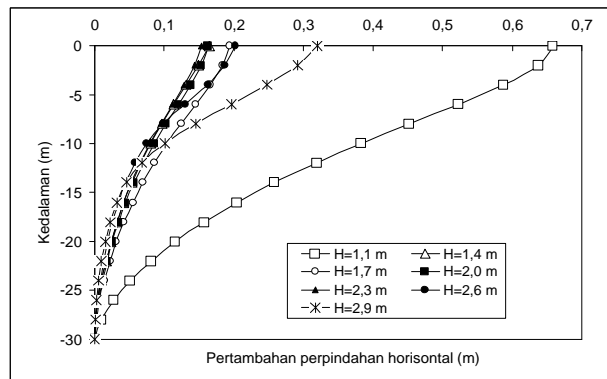 0 0,1 0,2 0,3 0,4 0,5 0,6 0,7
0
-5
-10
-15
-20
-25
-30
Kedalaman (m)
H=1,1 m H=1,4 m
H=1,7 m H=2,0 m
H=2,3 m H=2,6 m
H=2,9 m
Pertambahan perpindahan horisontal (m)